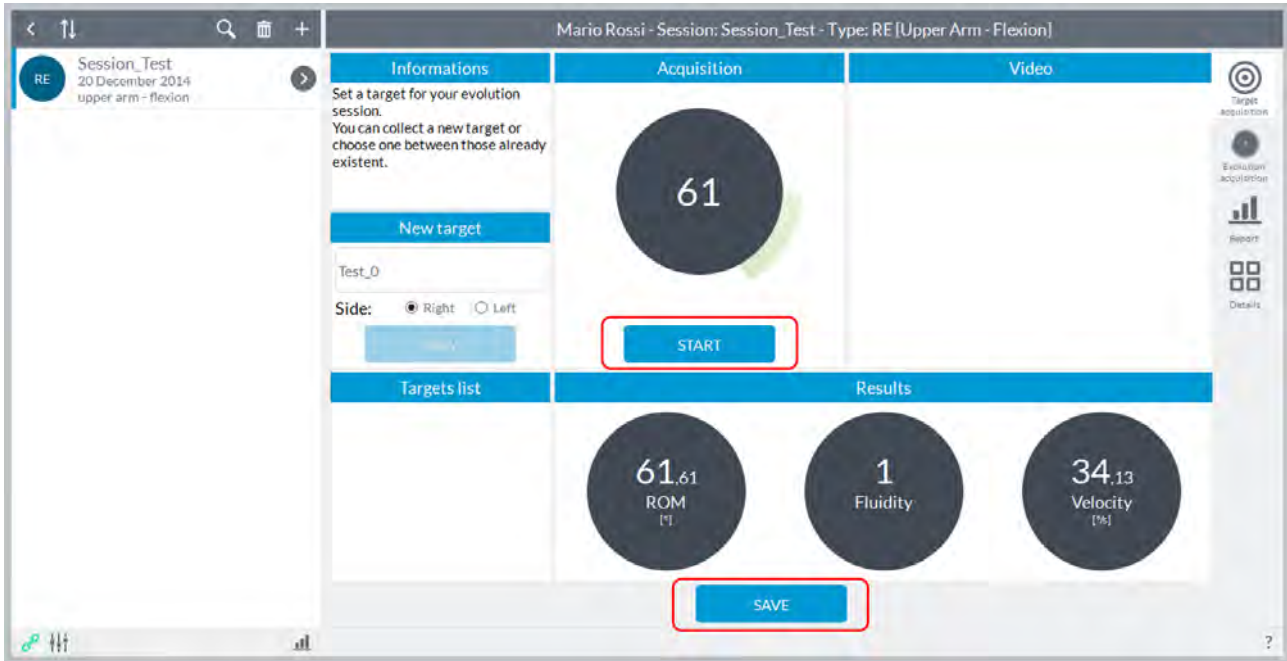 Mario Rossi - Session: Session_Test - Type: RE [Upper Arm - Flexion]
RE
Session_Test
20 December 2014
upper arm - flexion
Informations
Set a target for your evolution
session.
You can collect a new target or
choose one between those already
existent.
New target
Test_0
Side:
Right
Left
Targets list
Acquisition
61
START
Video
Results
61,61
ROM
[°]
1
Fluidity
34,13
Velocity
[%]
SAVE
Target
acquisition
Evolution
acquisition
Report
Details
?